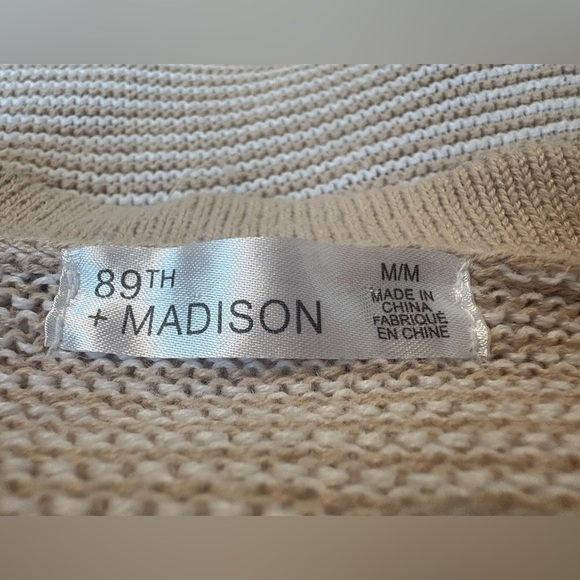 89TH
+ MADISON
M/M
MADE IN
CHINA
FABRIQUÉ
EN CHINE